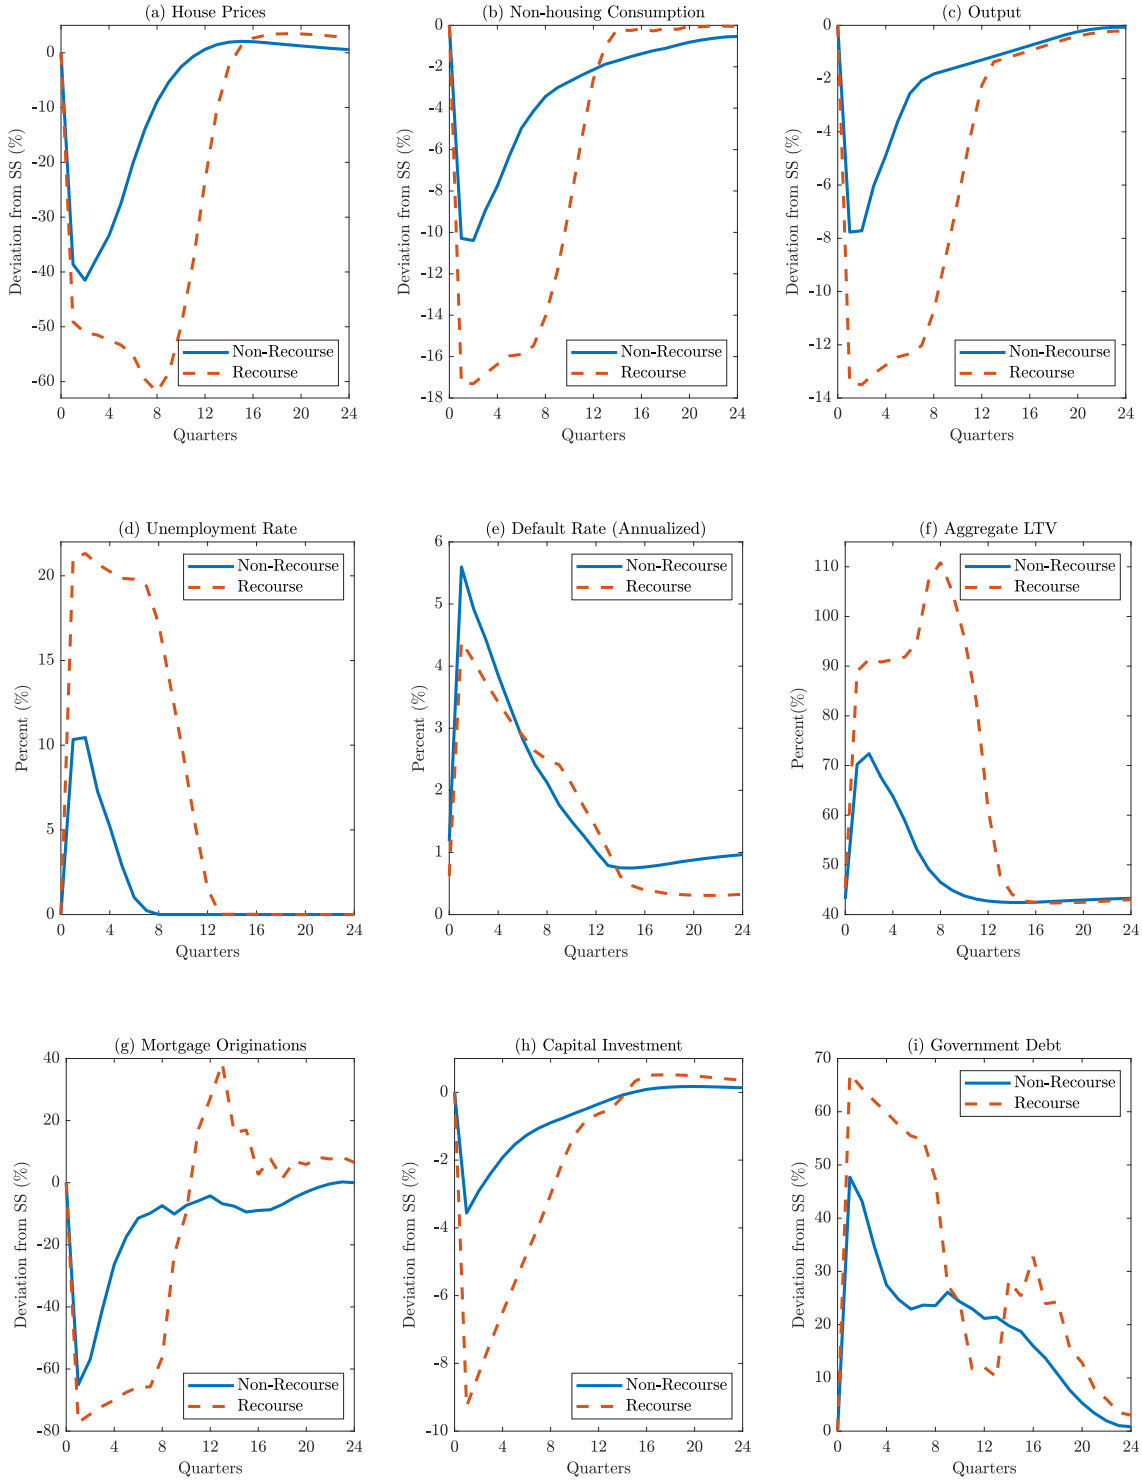 (a) House Prices
0
-10
-20
-30
-40
-50
-60
Deviation from SS (%)
Non-Recourse
Recourse
0 4 8 12 16 20 24
Quarters
(b) Non-housing Consumption
0
-2
-4
-6
-8
-10
-12
-14
-16
-18
Deviation from SS (%)
Non-Recourse
Recourse
0 4 8 12 16 20 24
Quarters
(c) Output
0
-2
-4
-6
-8
-10
-12
-14
Deviation from SS (%)
Non-Recourse
Recourse
0 4 8 12 16 20 24
Quarters
(d) Unemployment Rate
20
15
10
5
0
Percent (%)
Non-Recourse
Recourse
0 4 8 12 16 20 24
Quarters
(e) Default Rate (Annualized)
6
5
4
3
2
1
0
Percent (%)
Non-Recourse
Recourse
0 4 8 12 16 20 24
Quarters
(f) Aggregate LTV
110
100
90
80
70
60
50
40
Percent(%)
Non-Recourse
Recourse
0 4 8 12 16 20 24
Quarters
(g) Mortgage Originations
40
20
0
-20
-40
-60
-80
Deviation from SS (%)
Non-Recourse
Recourse
0 4 8 12 16 20 24
Quarters
(h) Capital Investment
0
-2
-4
-6
-8
-10
Deviation from SS (%)
Non-Recourse
Recourse
0 4 8 12 16 20 24
Quarters
(i) Government Debt
70
60
50
40
30
20
10
0
Deviation from SS (%)
Non-Recourse
Recourse
0 4 8 12 16 20 24
Quarters